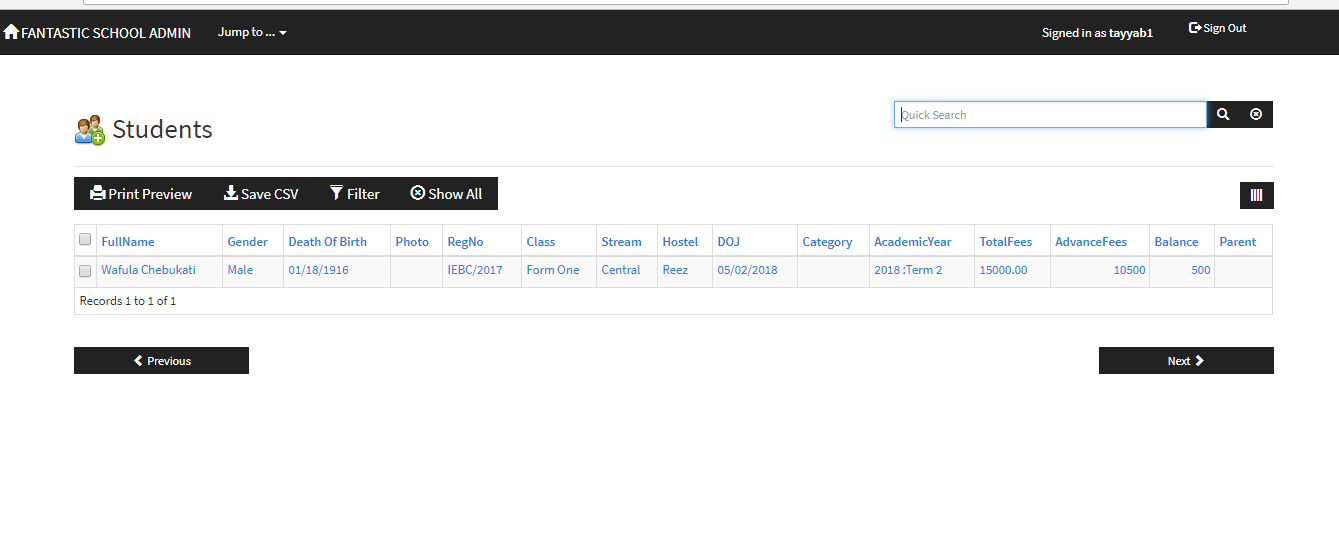 FANTASTIC SCHOOL ADMIN Jump to ... Signed in as tayyab1 Sign Out
Quick Search
Students
Print Preview Save CSV Filter Show All
FullName Gender Death Of Birth Photo RegNo Class Stream Hostel DOJ Category AcademicYear TotalFees AdvanceFees Balance Parent
Wafula Chebukati Male 01/18/1916 IEBC/2017 Form One Central Reez 05/02/2018 2018 :Term 2 15000.00 10500 500
Records 1 to 1 of 1
Previous Next